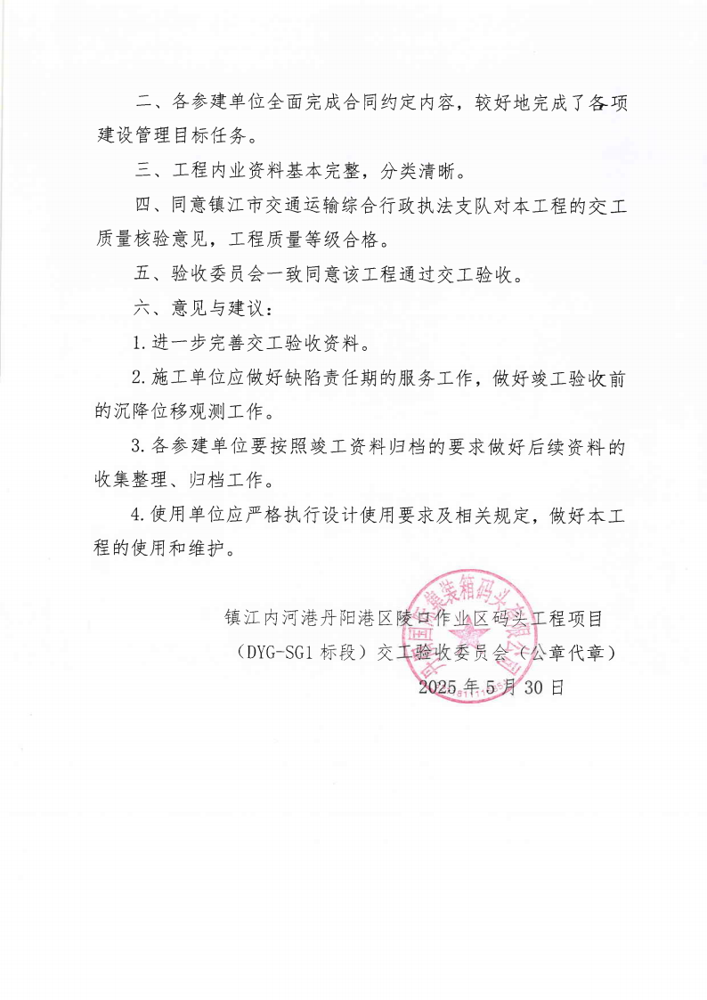 二、各参建单位全面完成合同约定内容，较好地完成了各项
建设管理目标任务。
三、工程内业资料基本完整，分类清晰。
四、同意镇江市交通运输综合行政执法支队对本工程的交工
质量核验意见，工程质量等级合格。
五、验收委员会一致同意该工程通过交工验收。
六、意见与建议：
1.进一步完善交工验收资料。
2.施工单位应做好缺陷责任期的服务工作，做好竣工验收前
的沉降位移观测工作。
3.各参建单位要按照竣工资料归档的要求做好后续资料的
收集整理、归档工作。
4.使用单位应严格执行设计使用要求及相关规定，做好本工
程的使用和维护。
镇江内河港丹阳港区陵口作业区码头工程项目
（DYG-SG1 标段）交工验收委员会（公章代章）
2025 年 5 月 30 日
丹阳国际集装箱码头有限公司